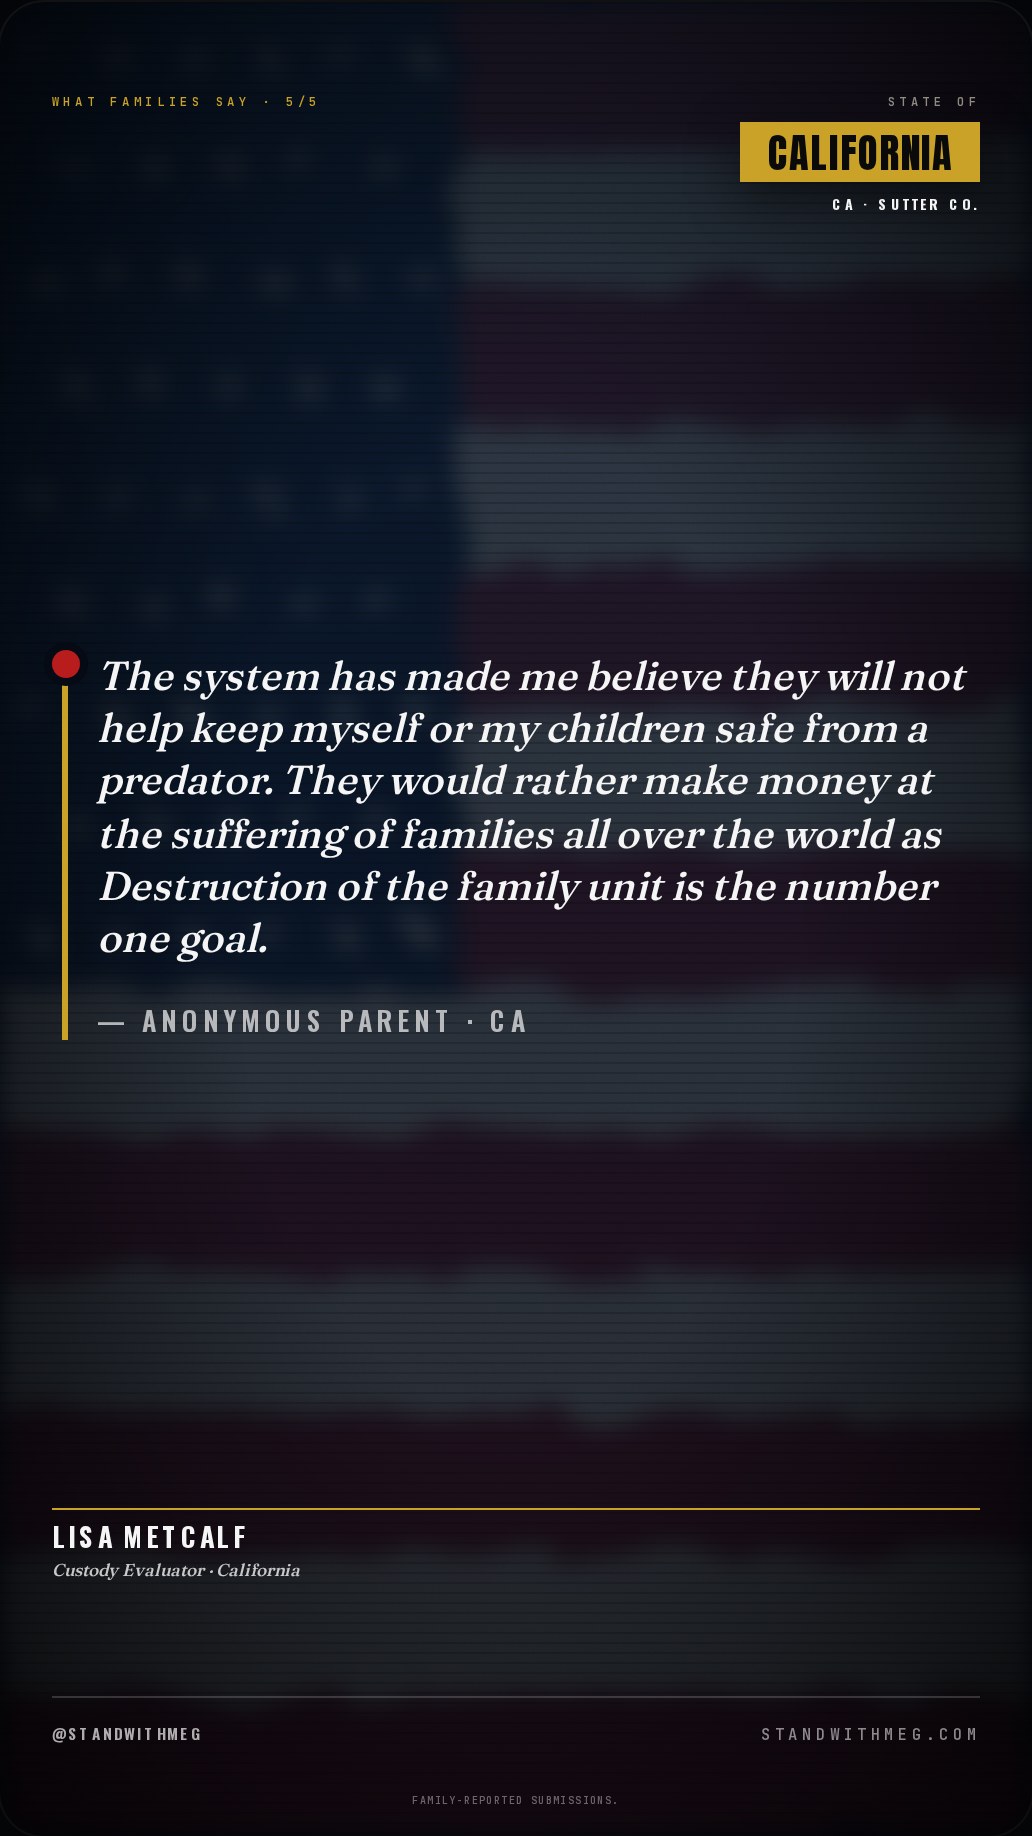 WHAT FAMILIES SAY · 5/5
STATE OF
CALIFORNIA
CA · SUTTER CO.
The system has made me believe they will not
help keep myself or my children safe from a
predator. They would rather make money at
the suffering of families all over the world as
Destruction of the family unit is the number
one goal.
— ANONYMOUS PARENT · CA
LISA METCALF
Custody Evaluator · California
@STANDWITHMEG
STANDWITHMEG.COM
FAMILY-REPORTED SUBMISSIONS.